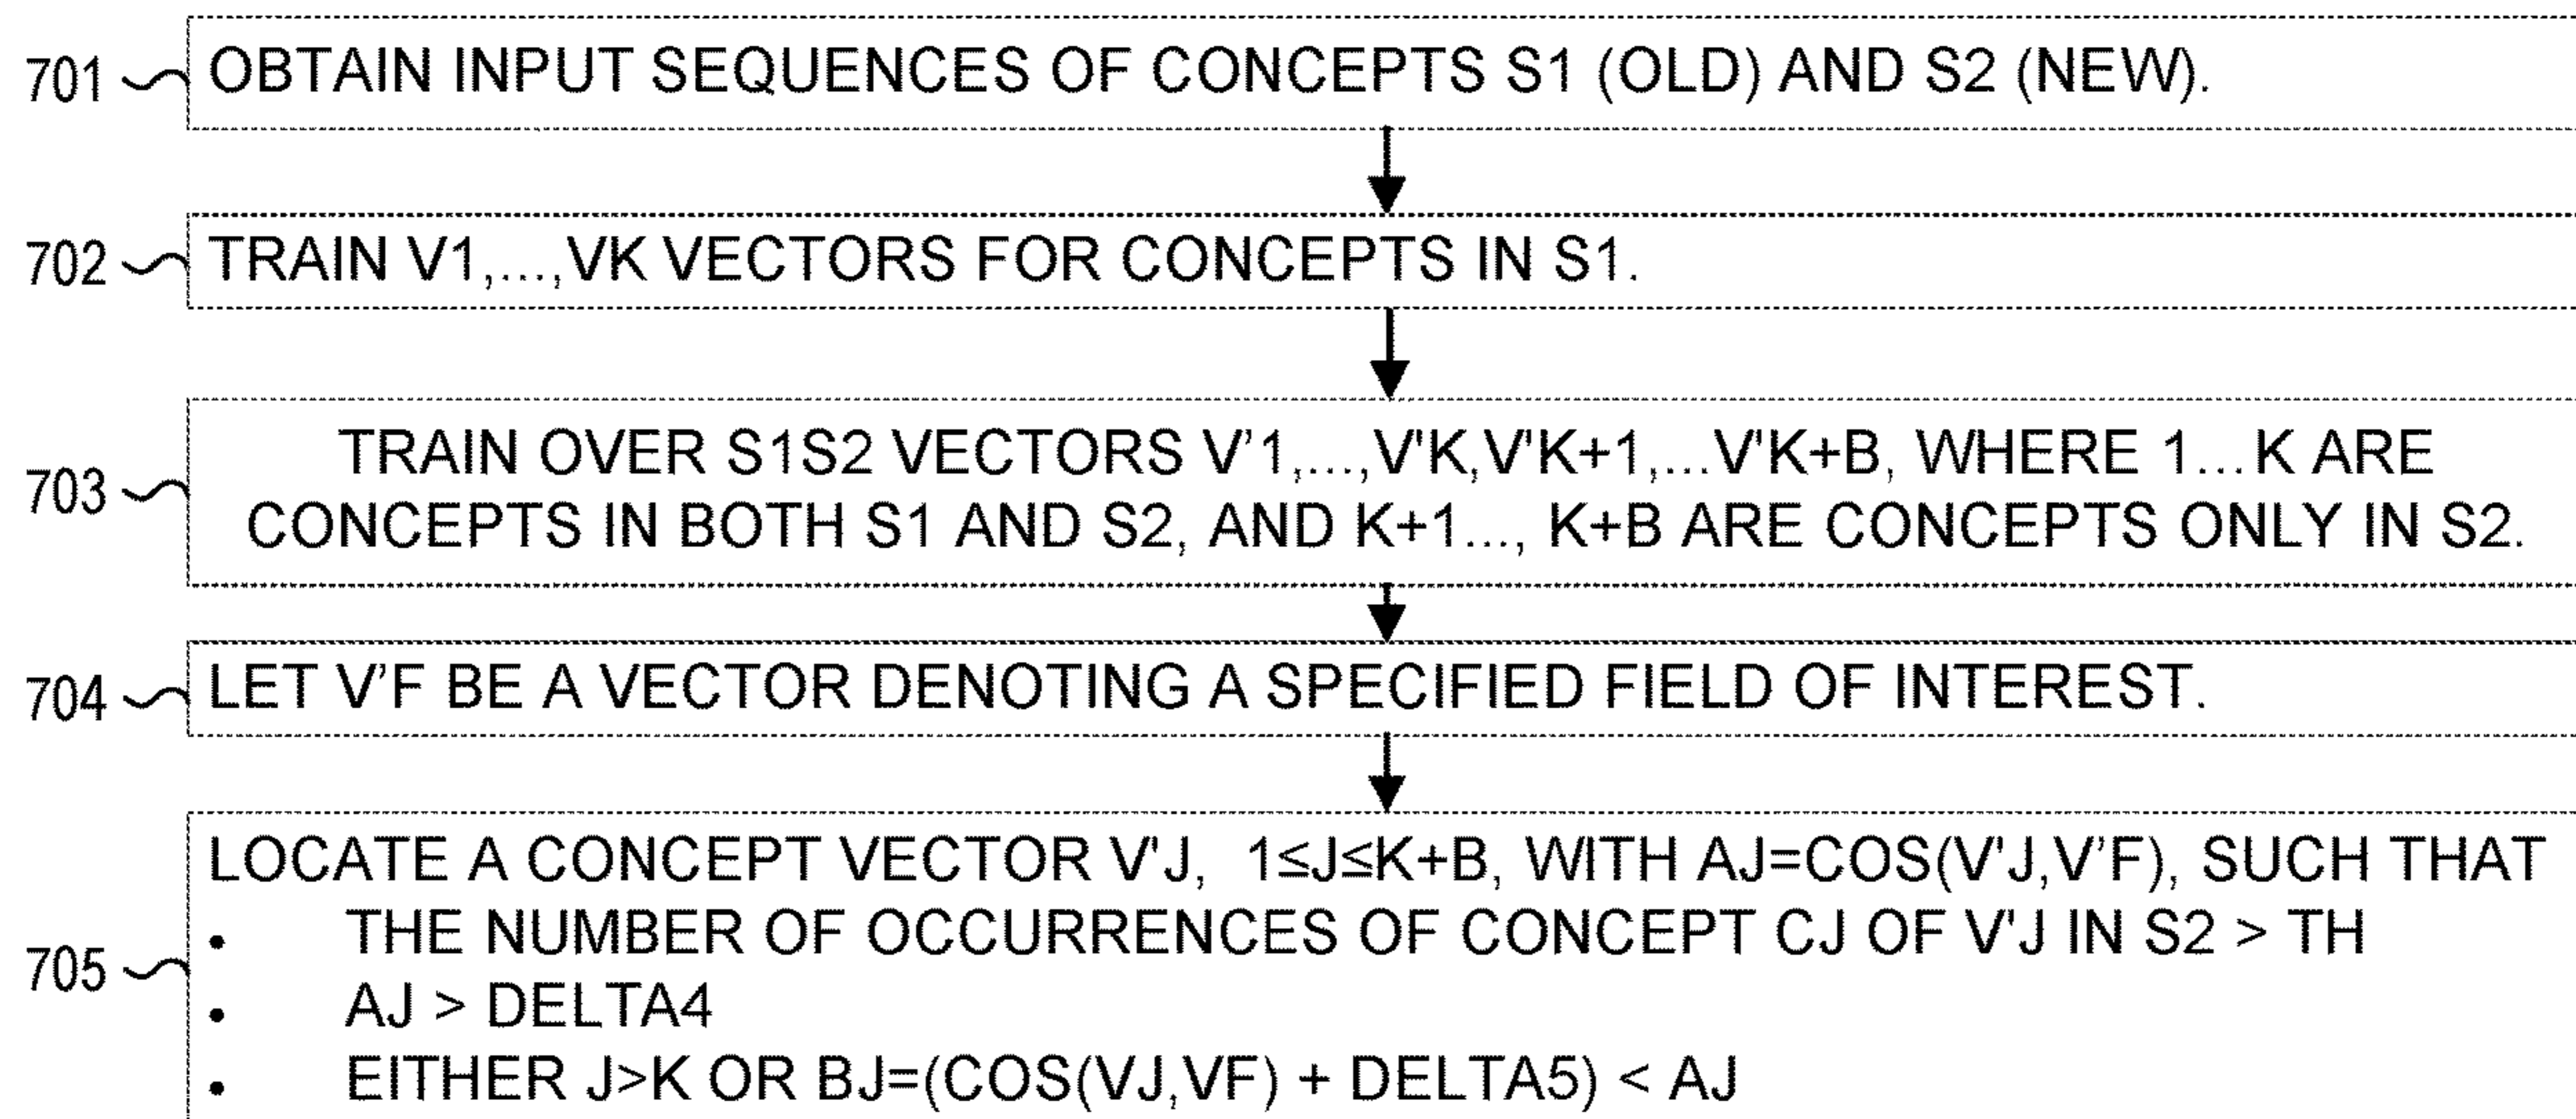 701 OBTAIN INPUT SEQUENCES OF CONCEPTS S1 (OLD) AND S2 (NEW).
702 TRAIN V1,...,VK VECTORS FOR CONCEPTS IN S1.
703 TRAIN OVER S1S2 VECTORS V’1,...,V'K,V'K+1,...V'K+B, WHERE 1...K ARE
CONCEPTS IN BOTH S1 AND S2, AND K+1..., K+B ARE CONCEPTS ONLY IN S2.
704 LET V’F BE A VECTOR DENOTING A SPECIFIED FIELD OF INTEREST.
705 LOCATE A CONCEPT VECTOR V'J, 1≤J≤K+B, WITH AJ=COS(V'J,V’F), SUCH THAT
• THE NUMBER OF OCCURRENCES OF CONCEPT CJ OF V'J IN S2 > TH
• AJ > DELTA4
• EITHER J>K OR BJ=(COS(VJ,VF) + DELTA5) < AJ